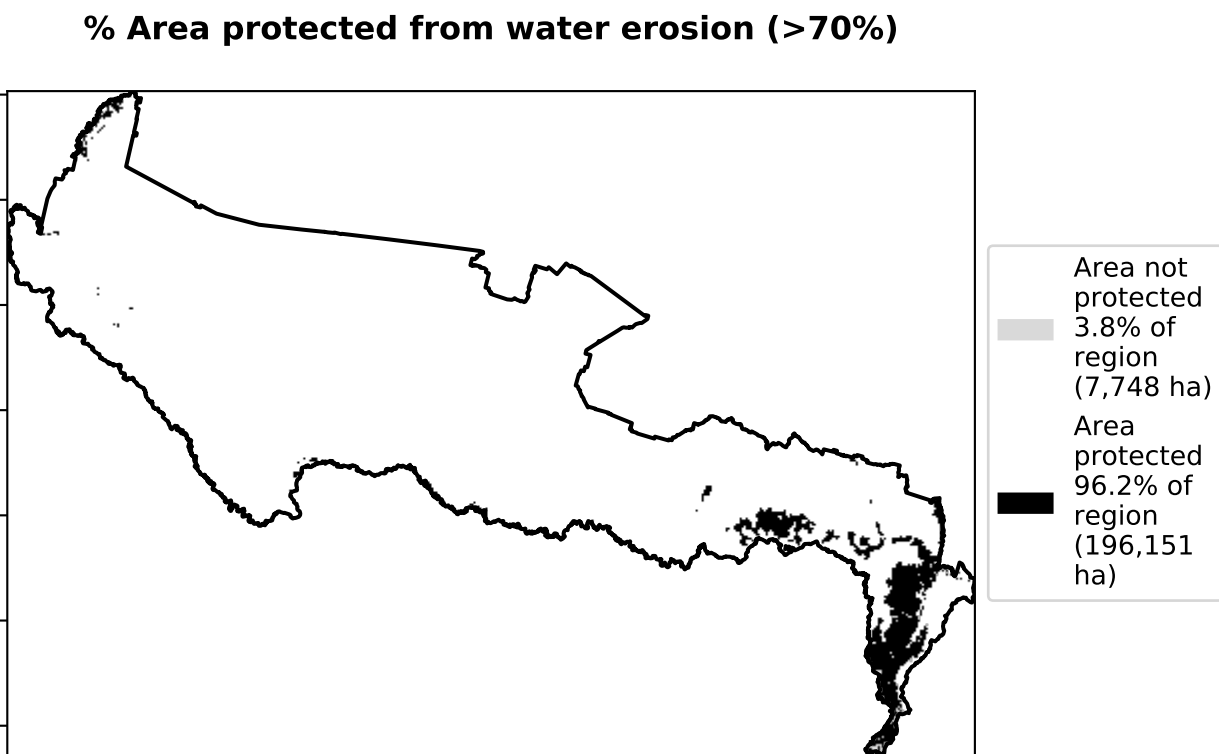 % Area protected from water erosion (>70%)
Area not
protected
3.8% of
region
(7,748 ha)
Area
protected
96.2% of
region
(196,151
ha)